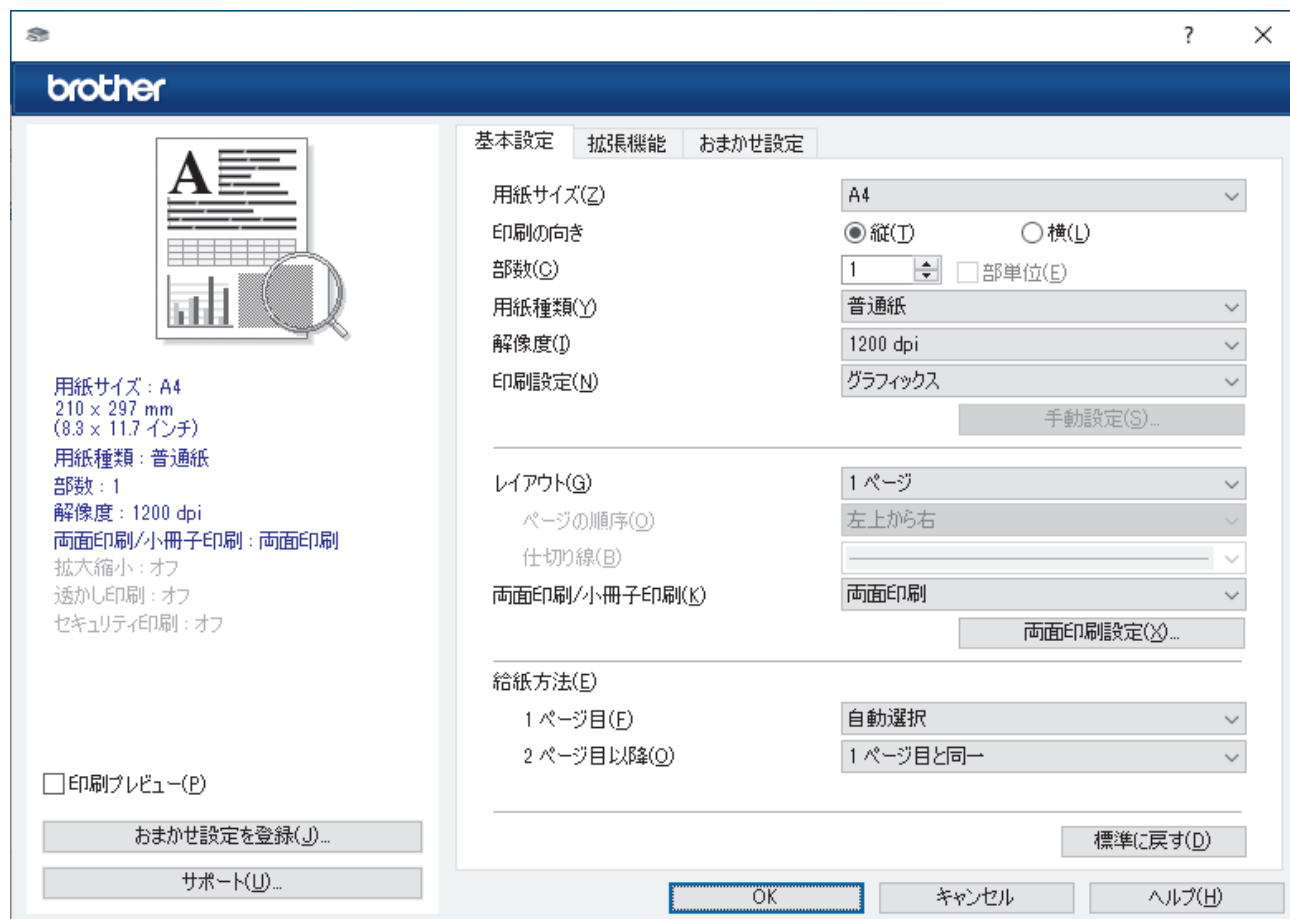 ?
brother
基本設定 拡張機能 おまかせ設定
A
用紙サイズ : A4
210 x 297 mm
(8.3 x 11.7 インチ)
用紙種類 : 普通紙
部数 : 1
解像度 : 1200 dpi
両面印刷/小冊子印刷 : 両面印刷
拡大縮小 : オフ
透かし印刷 : オフ
セキュリティ印刷 : オフ
印刷プレビュー(P)
おまかせ設定を登録(J)...
サポート(U)...
用紙サイズ(Z) A4
印刷の向き 縦(T) 横(L)
部数(C) 1 部単位(E)
用紙種類(Y) 普通紙
解像度(I) 1200 dpi
印刷設定(N) グラフィックス
手動設定(S)...
レイアウト(G) 1 ページ
ページの順序(O) 左上から右
仕切り線(B)
両面印刷/小冊子印刷(K) 両面印刷
両面印刷設定(X)...
給紙方法(E)
1 ページ目(F) 自動選択
2 ページ目以降(O) 1 ページ目と同一
標準に戻す(D)
OK キャンセル ヘルプ(H)